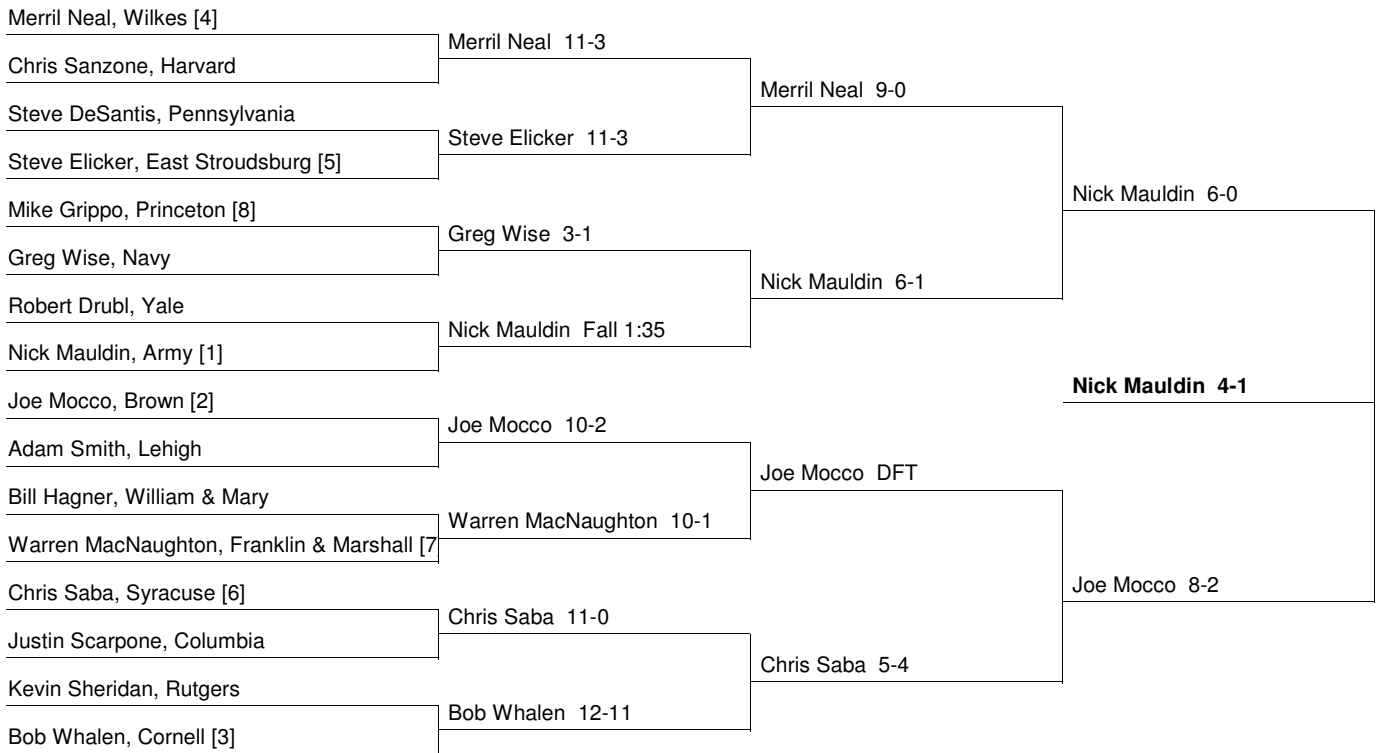 Merril Neal, Wilkes [4]
Chris Sanzone, Harvard
Steve DeSantis, Pennsylvania
Steve Elicker, East Stroudsburg [5]
Mike Grippo, Princeton [8]
Greg Wise, Navy
Robert Drubl, Yale
Nick Mauldin, Army [1]
Joe Mocco, Brown [2]
Adam Smith, Lehigh
Bill Hagner, William & Mary
Warren MacNaughton, Franklin & Marshall [7
Chris Saba, Syracuse [6]
Justin Scarpone, Columbia
Kevin Sheridan, Rutgers
Bob Whalen, Cornell [3]
Merril Neal 11-3
Steve Elicker 11-3
Greg Wise 3-1
Nick Mauldin Fall 1:35
Joe Mocco 10-2
Warren MacNaughton 10-1
Chris Saba 11-0
Bob Whalen 12-11
Merril Neal 9-0
Nick Mauldin 6-1
Joe Mocco DFT
Chris Saba 5-4
Nick Mauldin 6-0
Joe Mocco 8-2
Nick Mauldin 4-1